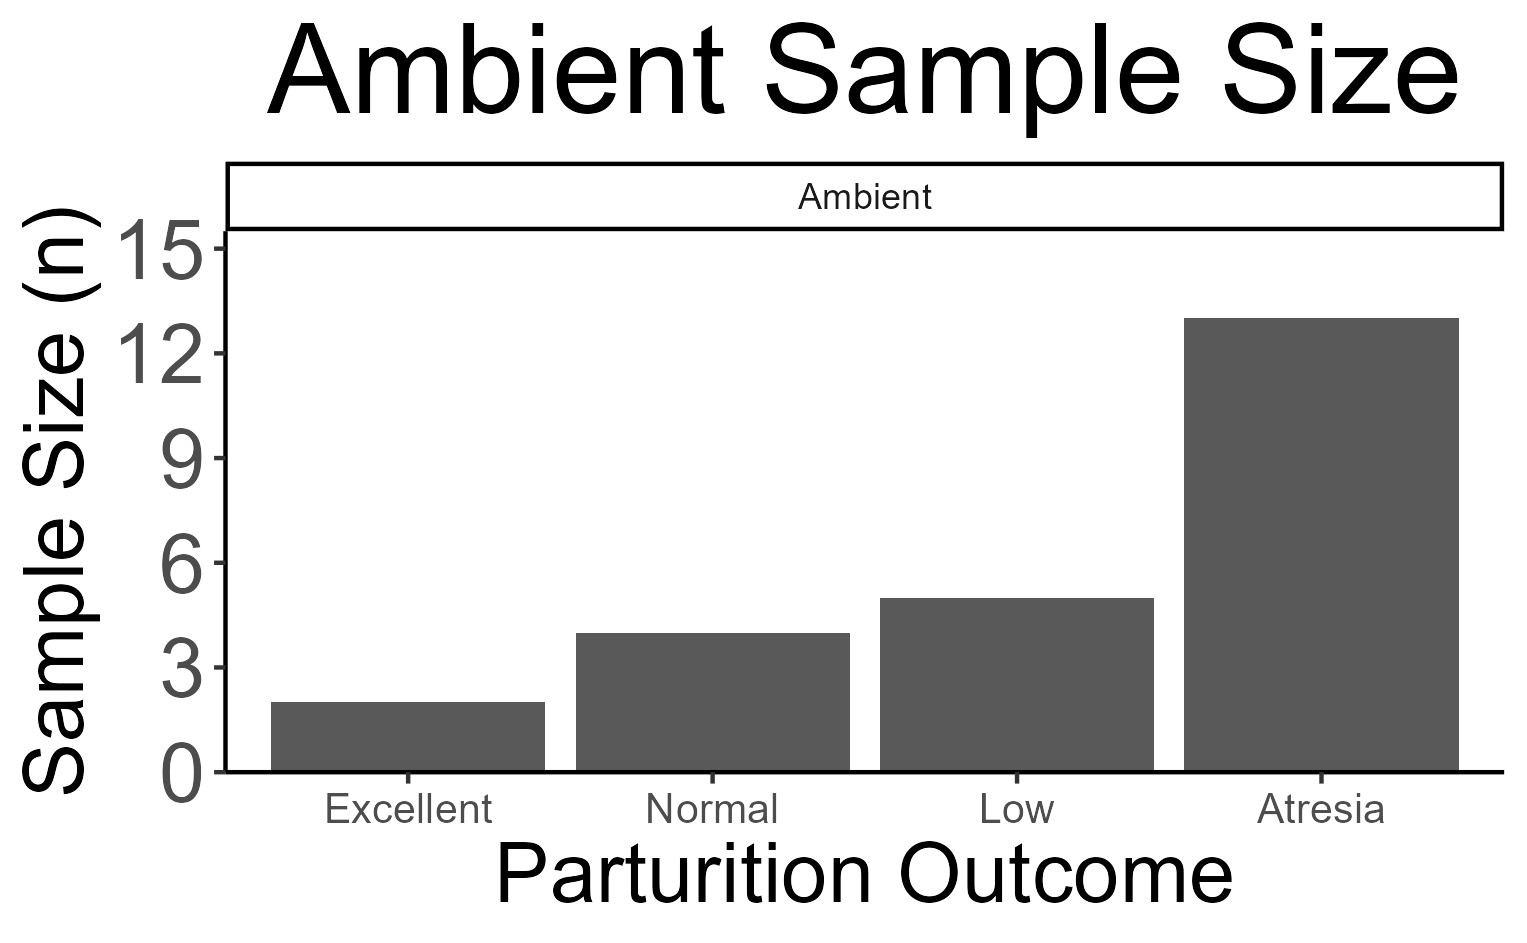 Ambient Sample Size
Ambient
Sample Size (n)
15
12
9
6
3
0
Excellent Normal Low Atresia
Parturition Outcome